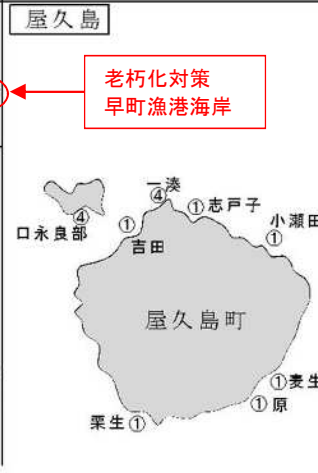 屋久島
老朽化対策
早町漁港海岸
一湊
④
①志戸子
小瀬田
①
④
口永良部
①
吉田
屋久島町
①麦生
①原
栗生①